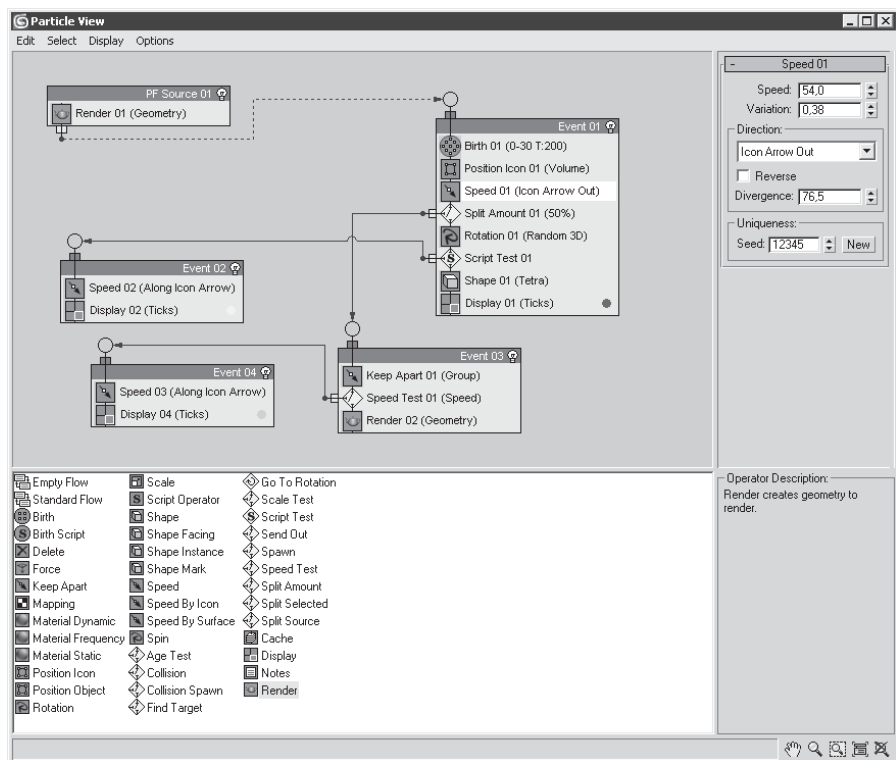 Particle View
Edit Select Display Options
PF Source 01
Render 01 (Geometry)
Event 01
Birth 01 (0-30 T:200)
Position Icon 01 (Volume)
Speed 01 (Icon Arrow Out)
Split Amount 01 (50%)
Rotation 01 (Random 3D)
Script Test 01
Shape 01 (Tetra)
Display 01 (Ticks)
Event 02
Speed 02 (Along Icon Arrow)
Display 02 (Ticks)
Event 03
Keep Apart 01 (Group)
Speed Test 01 (Speed)
Render 02 (Geometry)
Event 04
Speed 03 (Along Icon Arrow)
Display 04 (Ticks)
- Speed 01
Speed: 54,0
Variation: 0,38
Direction:
Icon Arrow Out
Reverse
Divergence: 76,5
Uniqueness:
Seed: 12345 New
Empty Flow
Standard Flow
Birth
Birth Script
Delete
Force
Keep Apart
Mapping
Material Dynamic
Material Frequency
Material Static
Position Icon
Position Object
Rotation
Scale
Script Operator
Shape
Shape Facing
Shape Instance
Shape Mark
Speed
Speed By Icon
Speed By Surface
Spin
Age Test
Collision
Collision Spawn
Find Target
Go To Rotation
Scale Test
Script Test
Send Out
Spawn
Speed Test
Split Amount
Split Selected
Split Source
Cache
Display
Notes
Render
Operator Description:
Render creates geometry to
render.